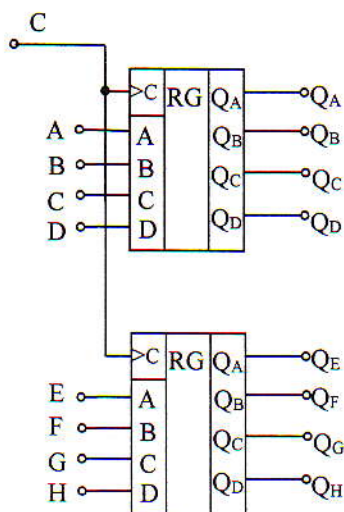 C
C RG QA QA
A A QB QB
B B QC QC
C C
D D QD QD
C RG QA QE
E A QB QF
F B QC QG
G C
H D QD QH